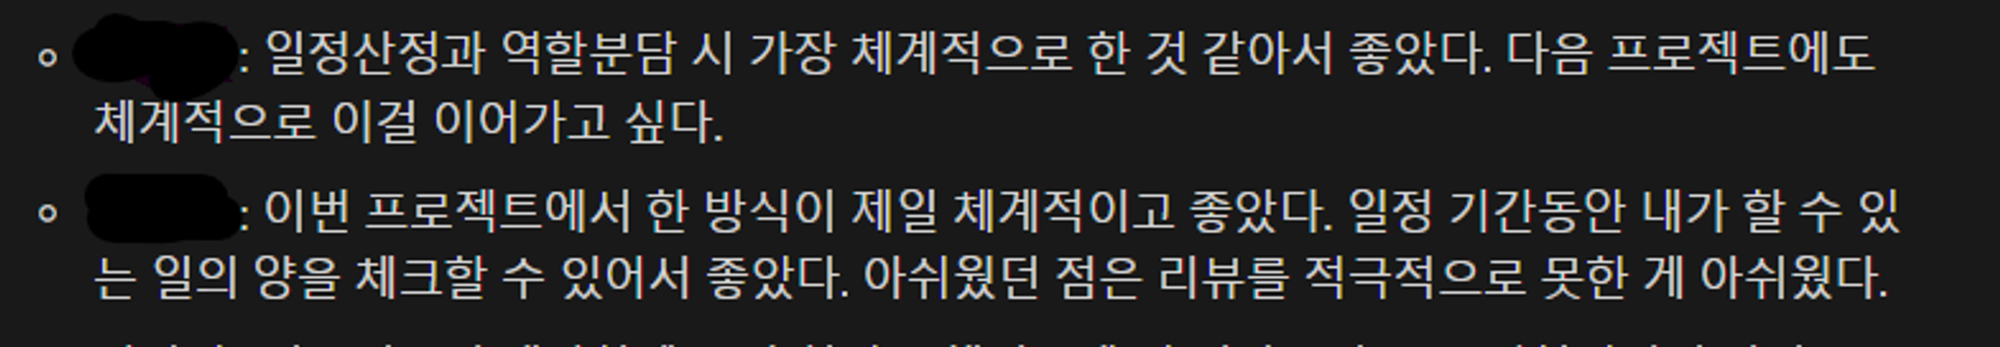 : 일정산정과 역할분담 시 가장 체계적으로 한 것 같아서 좋았다. 다음 프로젝트에도
체계적으로 이걸 이어가고 싶다.
: 이번 프로젝트에서 한 방식이 제일 체계적이고 좋았다. 일정 기간동안 내가 할 수 있
는 일의 양을 체크할 수 있어서 좋았다. 아쉬웠던 점은 리뷰를 적극적으로 못한 게 아쉬웠다.